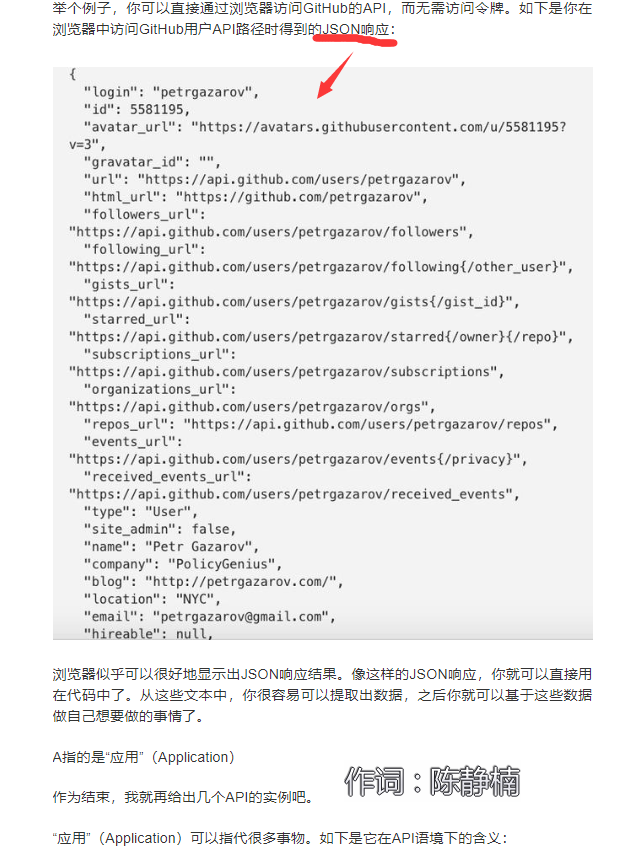 举个例子，你可以直接通过浏览器访问GitHub的API，而无需访问令牌。如下是你在
浏览器中访问GitHub用户API路径时得到的JSON响应：
{
  "login": "petrgazarov",
  "id": 5581195,
  "avatar_url": "https://avatars.githubusercontent.com/u/5581195?
v=3",
  "gravatar_id": "",
  "url": "https://api.github.com/users/petrgazarov",
  "html_url": "https://github.com/petrgazarov",
  "followers_url":
"https://api.github.com/users/petrgazarov/followers",
  "following_url":
"https://api.github.com/users/petrgazarov/following{/other_user}",
  "gists_url":
"https://api.github.com/users/petrgazarov/gists{/gist_id}",
  "starred_url":
"https://api.github.com/users/petrgazarov/starred{/owner}{/repo}",
  "subscriptions_url":
"https://api.github.com/users/petrgazarov/subscriptions",
  "organizations_url":
"https://api.github.com/users/petrgazarov/orgs",
  "repos_url": "https://api.github.com/users/petrgazarov/repos",
  "events_url":
"https://api.github.com/users/petrgazarov/events{/privacy}",
  "received_events_url":
"https://api.github.com/users/petrgazarov/received_events",
  "type": "User",
  "site_admin": false,
  "name": "Petr Gazarov",
  "company": "PolicyGenius",
  "blog": "http://petrgazarov.com/",
  "location": "NYC",
  "email": "petrgazarov@gmail.com",
  "hireable": null,
浏览器似乎可以很好地显示出JSON响应结果。像这样的JSON响应，你就可以直接用
在代码中了。从这些文本中，你很容易可以提取出数据，之后你就可以基于这些数据
做自己想要做的事情了。
A指的是“应用”（Application）
作词：陈静楠
作为结束，我就再给出几个API的实例吧。
“应用”（Application）可以指代很多事物。如下是它在API语境下的含义：